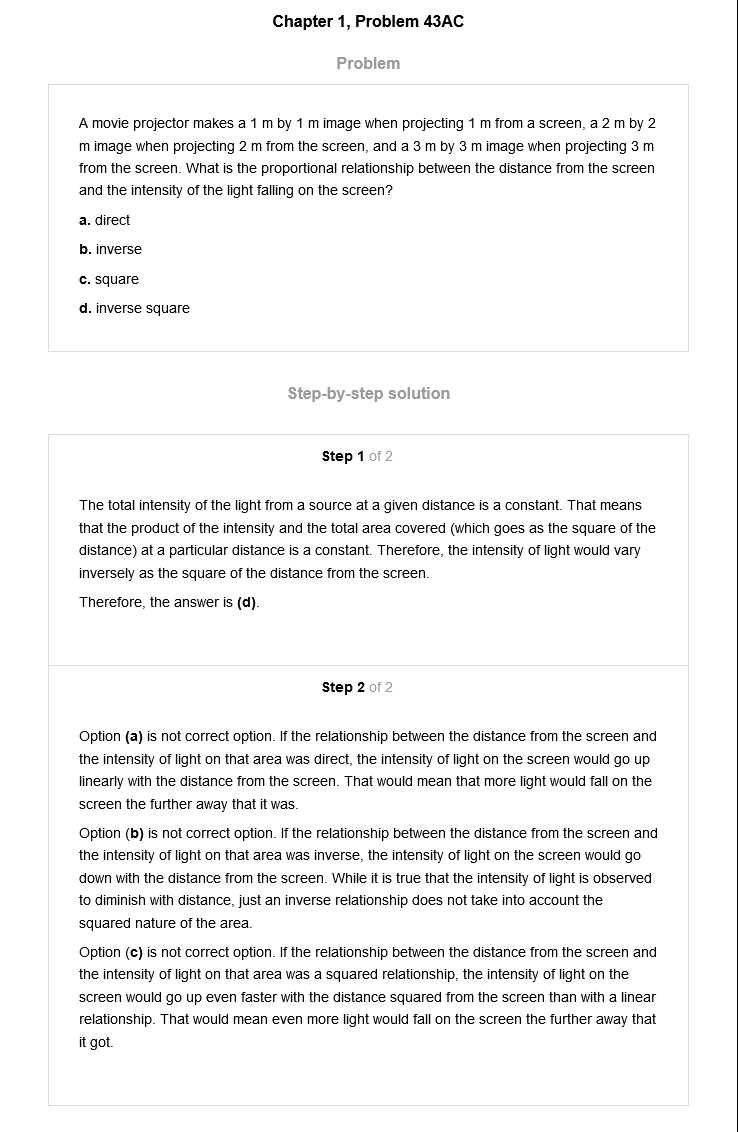 Chapter 1, Problem 43AC
Problem
A movie projector makes a 1 m by 1 m image when projecting 1 m from a screen, a 2 m by 2
m image when projecting 2 m from the screen, and a 3 m by 3 m image when projecting 3 m
from the screen. What is the proportional relationship between the distance from the screen
and the intensity of the light falling on the screen?
a. direct
b. inverse
c. square
d. inverse square
Step-by-step solution
Step 1 of 2
The total intensity of the light from a source at a given distance is a constant. That means
that the product of the intensity and the total area covered (which goes as the square of the
distance) at a particular distance is a constant. Therefore, the intensity of light would vary
inversely as the square of the distance from the screen.
Therefore, the answer is (d).
Step 2 of 2
Option (a) is not correct option. If the relationship between the distance from the screen and
the intensity of light on that area was direct, the intensity of light on the screen would go up
linearly with the distance from the screen. That would mean that more light would fall on the
screen the further away that it was.
Option (b) is not correct option. If the relationship between the distance from the screen and
the intensity of light on that area was inverse, the intensity of light on the screen would go
down with the distance from the screen. While it is true that the intensity of light is observed
to diminish with distance, just an inverse relationship does not take into account the
squared nature of the area.
Option (c) is not correct option. If the relationship between the distance from the screen and
the intensity of light on that area was a squared relationship, the intensity of light on the
screen would go up even faster with the distance squared from the screen than with a linear
relationship. That would mean even more light would fall on the screen the further away that
it got.